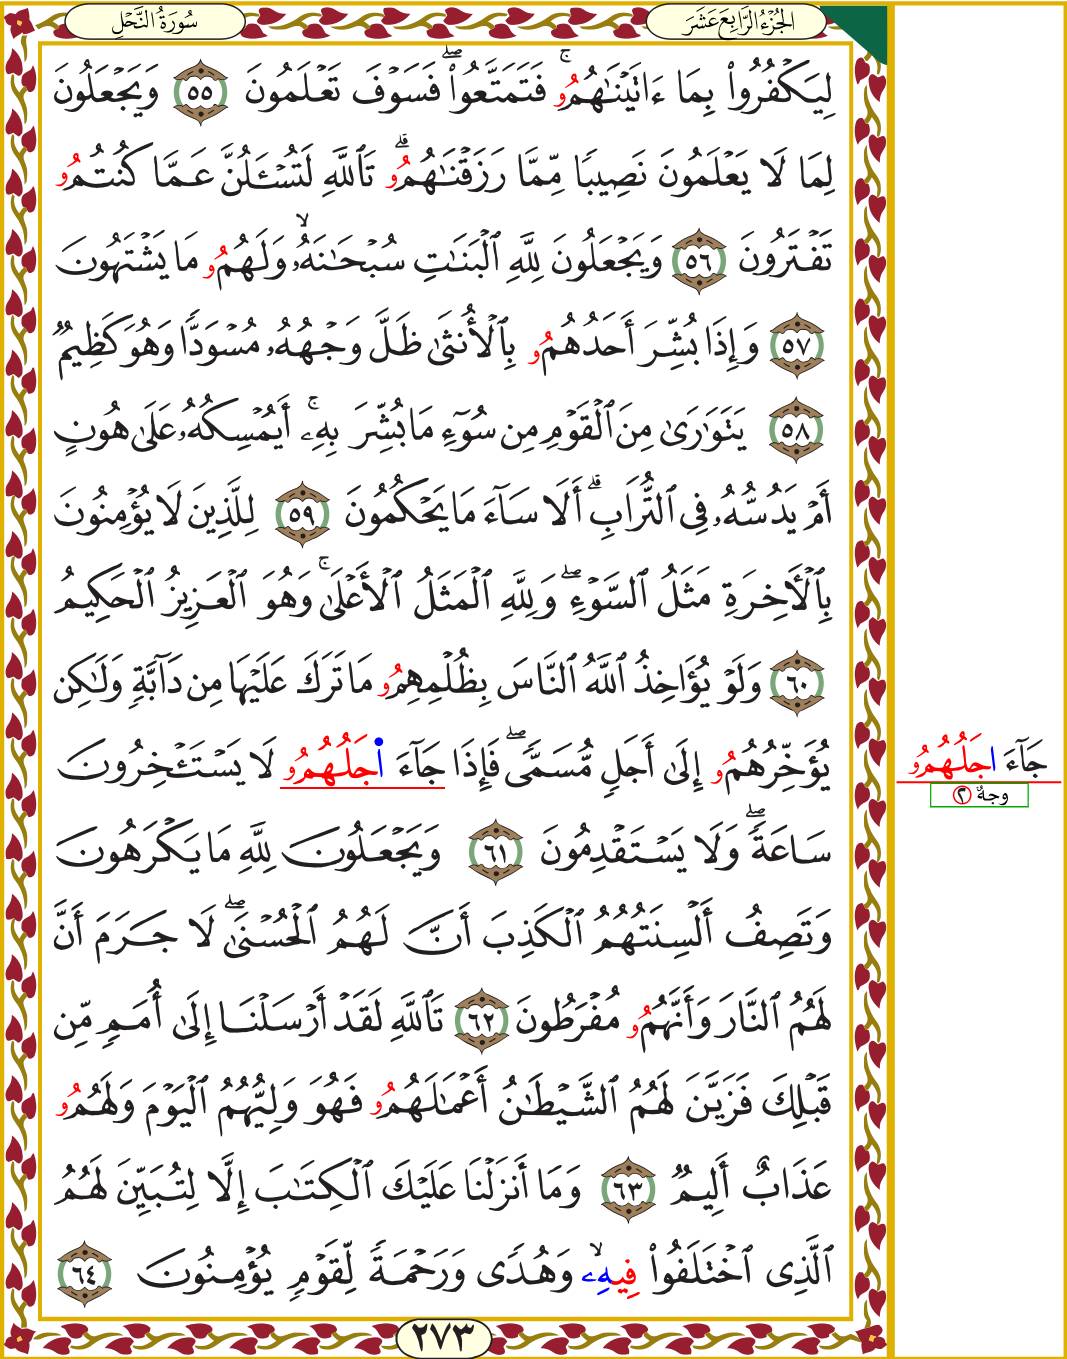 سُورَةُ النَّحْلِ
الجُزْءُ الرَّابِعَ عَشَرَ
لِيَكۡفُرُواْ بِمَا ءَاتَيۡنَٰهُمُۥۚ فَتَمَتَّعُواْۖ فَسَوۡفَ تَعۡلَمُونَ ٥٥ وَيَجۡعَلُونَ
لِمَا لَا يَعۡلَمُونَ نَصِيبٗا مِّمَّا رَزَقۡنَٰهُمُۥۗ تَٱللَّهِ لَتُسۡـَٔلُنَّ عَمَّا كُنتُمُۥ
تَفۡتَرُونَ ٥٦ وَيَجۡعَلُونَ لِلَّهِ ٱلۡبَنَٰتِ سُبۡحَٰنَهُۥۙ وَلَهُمُۥ مَا يَشۡتَهُونَ
٥٧ وَإِذَا بُشِّرَ أَحَدُهُمُۥ بِٱلۡأُنثَىٰ ظَلَّ وَجۡهُهُۥ مُسۡوَدّٗا وَهُوَ كَظِيمٞ
٥٨ يَتَوَٰرَىٰ مِنَ ٱلۡقَوۡمِ مِن سُوٓءِ مَا بُشِّرَ بِهِۦٓۚ أَيُمۡسِكُهُۥ عَلَىٰ هُونٍ
أَمۡ يَدُسُّهُۥ فِي ٱلتُّرَابِۗ أَلَا سَآءَ مَا يَحۡكُمُونَ ٥٩ لِلَّذِينَ لَا يُؤۡمِنُونَ
بِٱلۡأٓخِرَةِ مَثَلُ ٱلسَّوۡءِۖ وَلِلَّهِ ٱلۡمَثَلُ ٱلۡأَعۡلَىٰۚ وَهُوَ ٱلۡعَزِيزُ ٱلۡحَكِيمُ
٦٠ وَلَوۡ يُؤَاخِذُ ٱللَّهُ ٱلنَّاسَ بِظُلۡمِهِمُۥ مَا تَرَكَ عَلَيۡهَا مِن دَآبَّةٖ وَلَٰكِن
يُؤَخِّرُهُمُۥ إِلَىٰ أَجَلٖ مُّسَمّٗىۖ فَإِذَا جَآءَ اجَلُهُمُۥ لَا يَسۡتَـٔۡخِرُونَ
سَاعَةٗۖ وَلَا يَسۡتَقۡدِمُونَ ٦١ وَيَجۡعَلُونَ لِلَّهِ مَا يَكۡرَهُونَ
وَتَصِفُ أَلۡسِنَتُهُمُ ٱلۡكَذِبَ أَنَّ لَهُمُ ٱلۡحُسۡنَىٰۖ لَا جَرَمَ أَنَّ
لَهُمُ ٱلنَّارَ وَأَنَّهُمُۥ مُفۡرَطُونَ ٦٢ تَٱللَّهِ لَقَدۡ أَرۡسَلۡنَا إِلَىٰ أُمَمٖ مِّن
قَبۡلِكَ فَزَيَّنَ لَهُمُ ٱلشَّيۡطَٰنُ أَعۡمَٰلَهُمُۥ فَهُوَ وَلِيُّهُمُ ٱلۡيَوۡمَ وَلَهُمُۥ
عَذَابٌ أَلِيمٞ ٦٣ وَمَا أَنزَلۡنَا عَلَيۡكَ ٱلۡكِتَٰبَ إِلَّا لِتُبَيِّنَ لَهُمُ
ٱلَّذِي ٱخۡتَلَفُواْ فِيهِۦۙ وَهُدٗى وَرَحۡمَةٗ لِّقَوۡمٖ يُؤۡمِنُونَ ٦٤
٢٧٣
جَآءَ اجَلُهُمُۥ
وجهٌ ٢